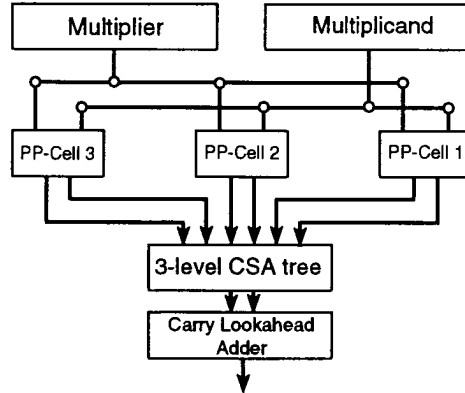 Multiplier
Multiplicand
PP-Cell 3
PP-Cell 2
PP-Cell 1
3-level CSA tree
Carry Lookahead
Adder